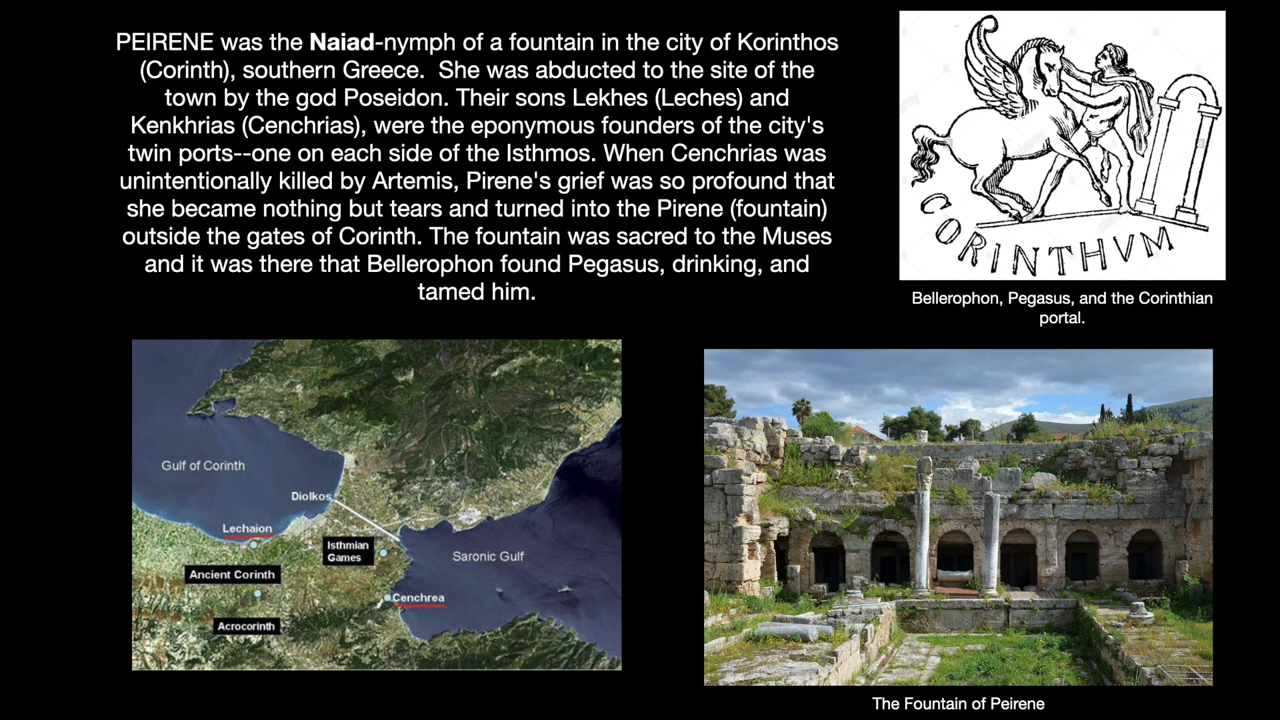 PEIRENE was the Naiad-nymph of a fountain in the city of Korinthos
(Corinth), southern Greece.  She was abducted to the site of the
town by the god Poseidon. Their sons Lekhes (Leches) and
Kenkhrias (Cenchrias), were the eponymous founders of the city's
twin ports--one on each side of the Isthmos. When Cenchrias was
unintentionally killed by Artemis, Pirene's grief was so profound that
she became nothing but tears and turned into the Pirene (fountain)
outside the gates of Corinth. The fountain was sacred to the Muses
and it was there that Bellerophon found Pegasus, drinking, and
tamed him.
CORINTHVM
Bellerophon, Pegasus, and the Corinthian
portal.
Gulf of Corinth
Diolkos
Lechaion
Isthmian
Games
Saronic Gulf
Ancient Corinth
Cenchrea
Acrocorinth
The Fountain of Peirene